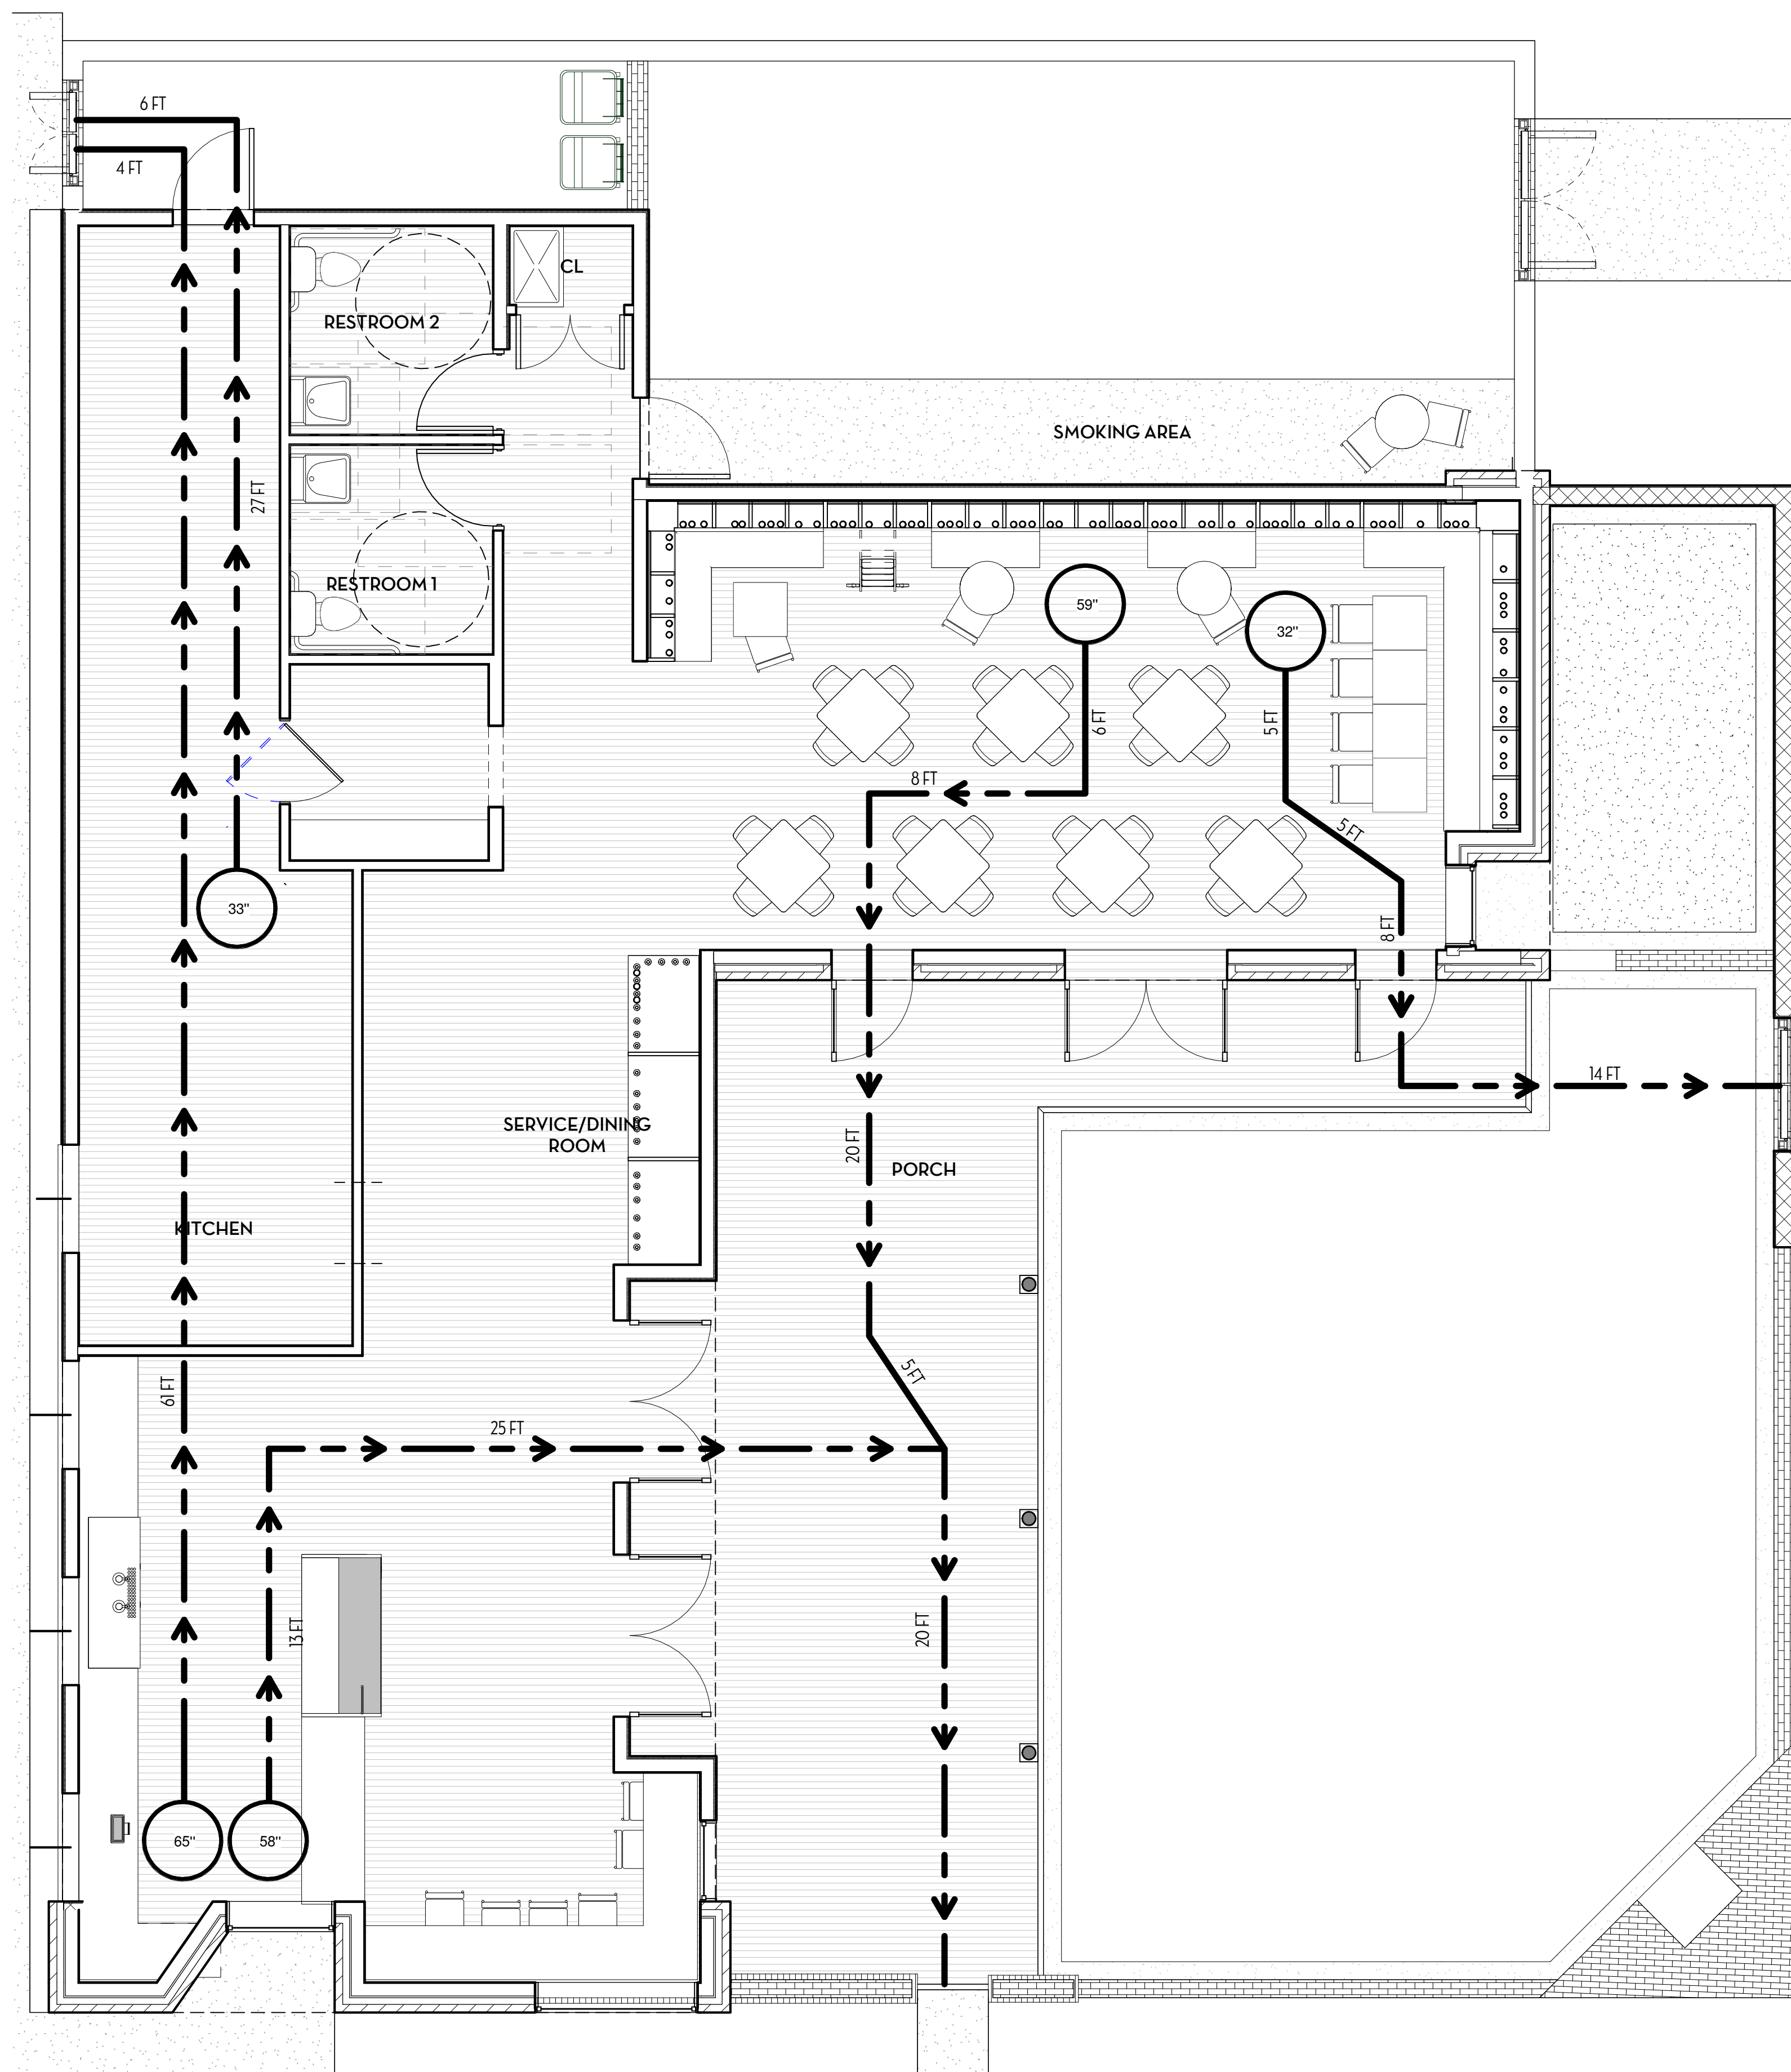 6 FT
4 FT
CL
RESTROOM 2
SMOKING AREA
27 FT
RESTROOM 1
59"
32"
6 FT
5 FT
8 FT
5 FT
33"
8 FT
14 FT
SERVICE/DINING
ROOM
20 FT
PORCH
KITCHEN
5 FT
61 FT
25 FT
13 FT
20 FT
65"
58"